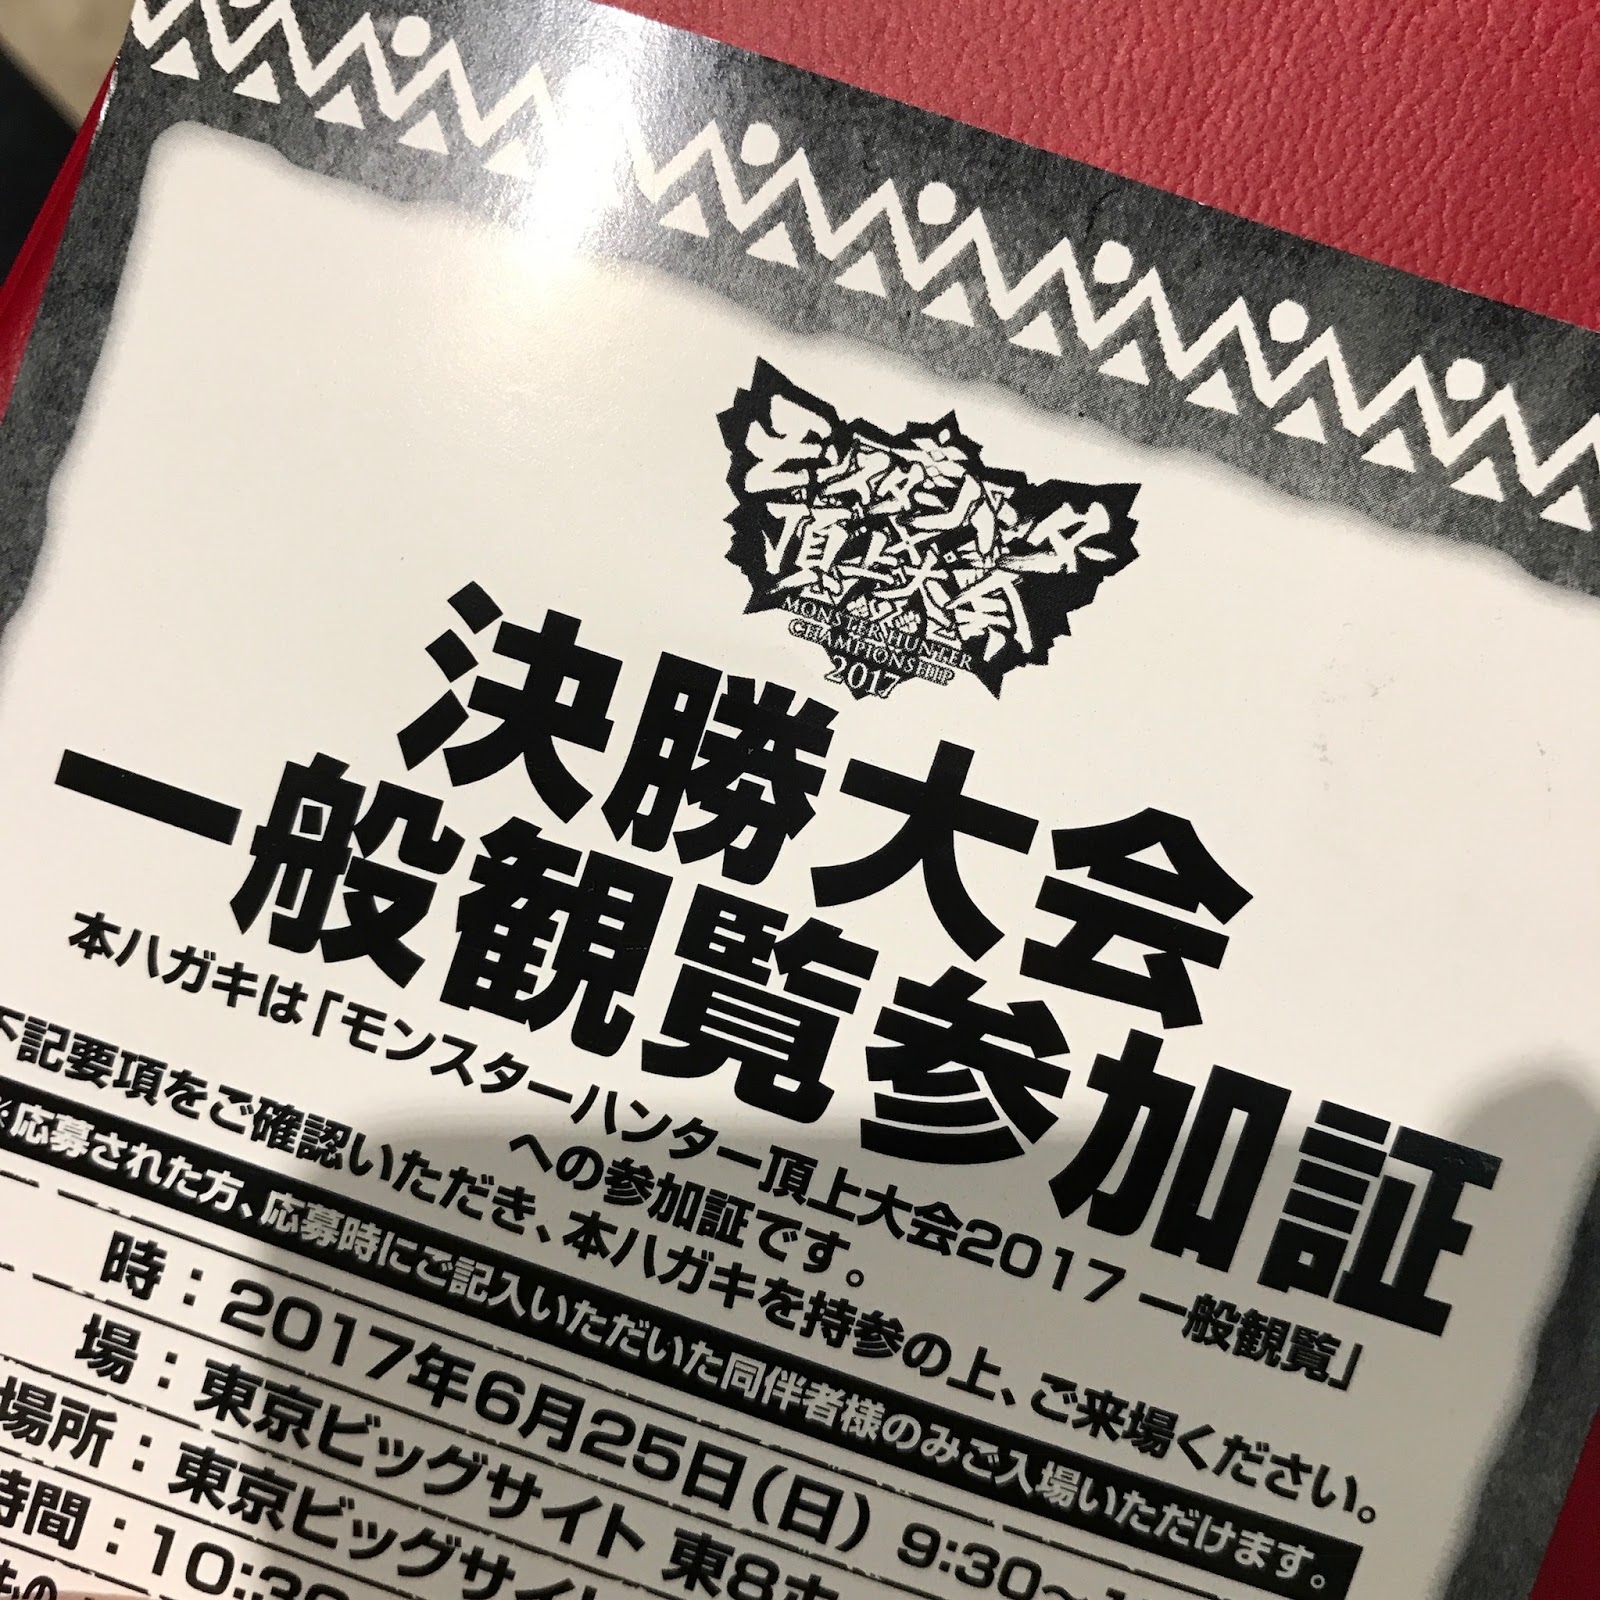 モンスターハンター
頂上大会
MONSTER HUNTER
CHAMPIONSHIP
2017
決勝大会
一般観覧参加証
本ハガキは「モンスターハンター頂上大会2017 一般観覧」
への参加証です。
下記要項をご確認いただき、本ハガキを持参の上、ご来場ください。
※応募された方、応募時にご記入いただいた同伴者様のみご入場いただけます。
時：2017年6月25日（日） 9:30～1
場：東京ビッグサイト 東8ホ
場所：東京ビッグサイト
時間：10:30
もの